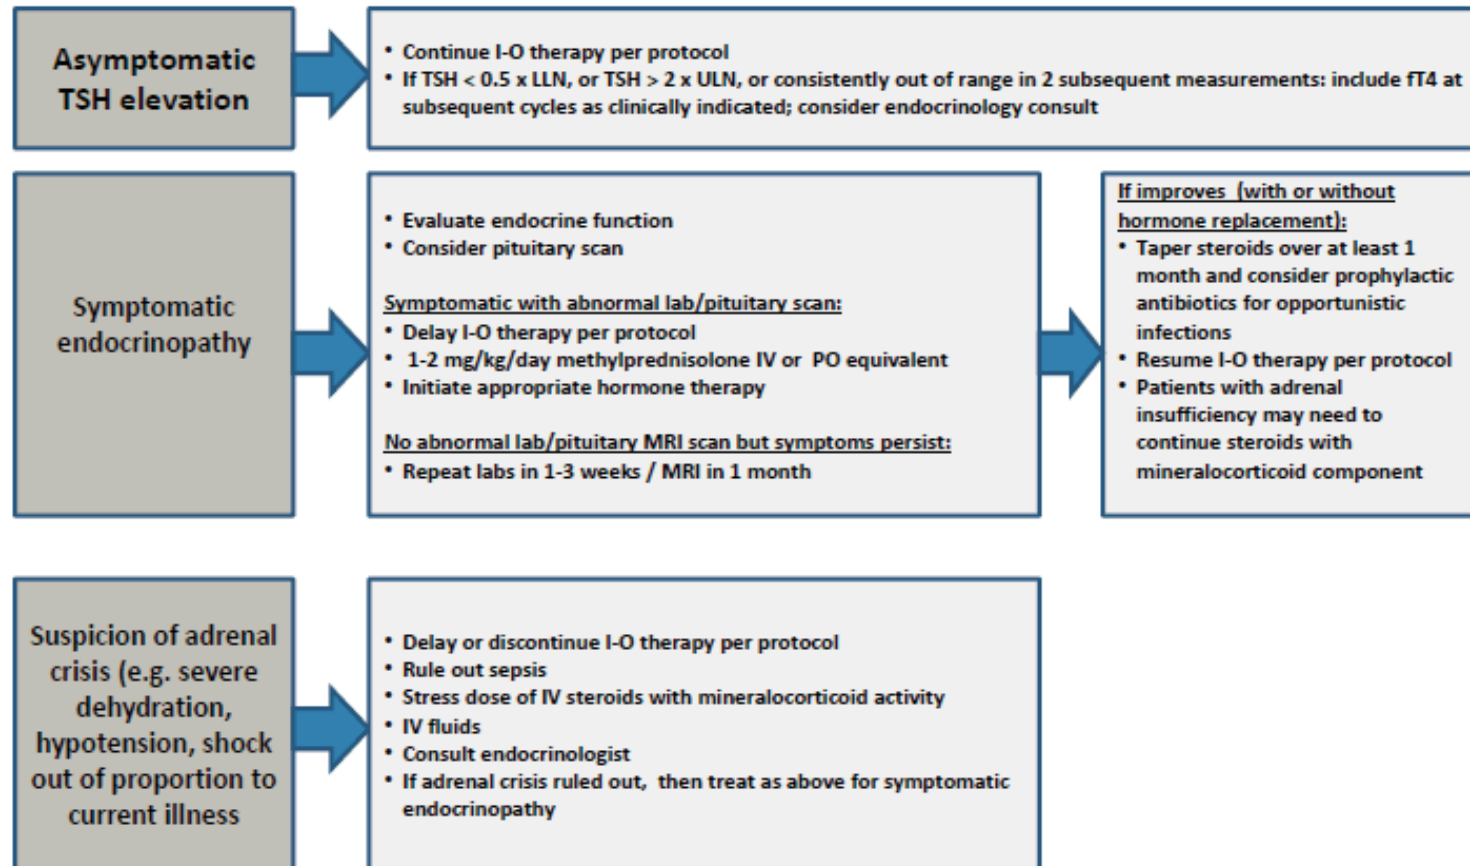 Asymptomatic
TSH elevation
• Continue I-O therapy per protocol
• If TSH < 0.5 x LLN, or TSH > 2 x ULN, or consistently out of range in 2 subsequent measurements: include fT4 at
subsequent cycles as clinically indicated; consider endocrinology consult
Symptomatic
endocrinopathy
• Evaluate endocrine function
• Consider pituitary scan
Symptomatic with abnormal lab/pituitary scan:
• Delay I-O therapy per protocol
• 1-2 mg/kg/day methylprednisolone IV or PO equivalent
• Initiate appropriate hormone therapy
No abnormal lab/pituitary MRI scan but symptoms persist:
• Repeat labs in 1-3 weeks / MRI in 1 month
If improves (with or without
hormone replacement):
• Taper steroids over at least 1
month and consider prophylactic
antibiotics for opportunistic
infections
• Resume I-O therapy per protocol
• Patients with adrenal
insufficiency may need to
continue steroids with
mineralocorticoid component
Suspicion of adrenal
crisis (e.g. severe
dehydration,
hypotension, shock
out of proportion to
current illness
• Delay or discontinue I-O therapy per protocol
• Rule out sepsis
• Stress dose of IV steroids with mineralocorticoid activity
• IV fluids
• Consult endocrinologist
• If adrenal crisis ruled out, then treat as above for symptomatic
endocrinopathy